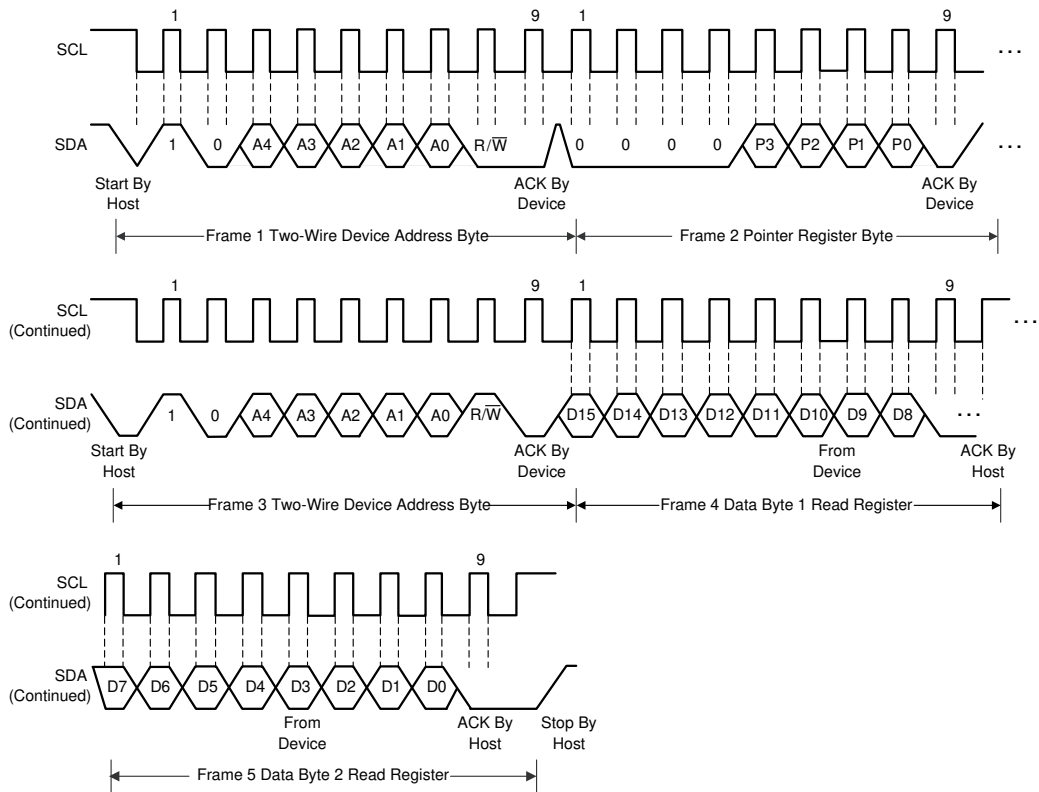 1 9 1 9
SCL ...
SDA 1 0 A4 A3 A2 A1 A0 R/W̅ 0 0 0 0 P3 P2 P1 P0 ...
Start By Host ACK By Device ACK By Device
Frame 1 Two-Wire Device Address Byte Frame 2 Pointer Register Byte
1 9 1 9
SCL (Continued) ...
SDA (Continued) 1 0 A4 A3 A2 A1 A0 R/W̅ D15 D14 D13 D12 D11 D10 D9 D8 ...
Start By Host ACK By Device From Device ACK By Host
Frame 3 Two-Wire Device Address Byte Frame 4 Data Byte 1 Read Register
1 9
SCL (Continued)
SDA (Continued) D7 D6 D5 D4 D3 D2 D1 D0
From Device ACK By Host Stop By Host
Frame 5 Data Byte 2 Read Register